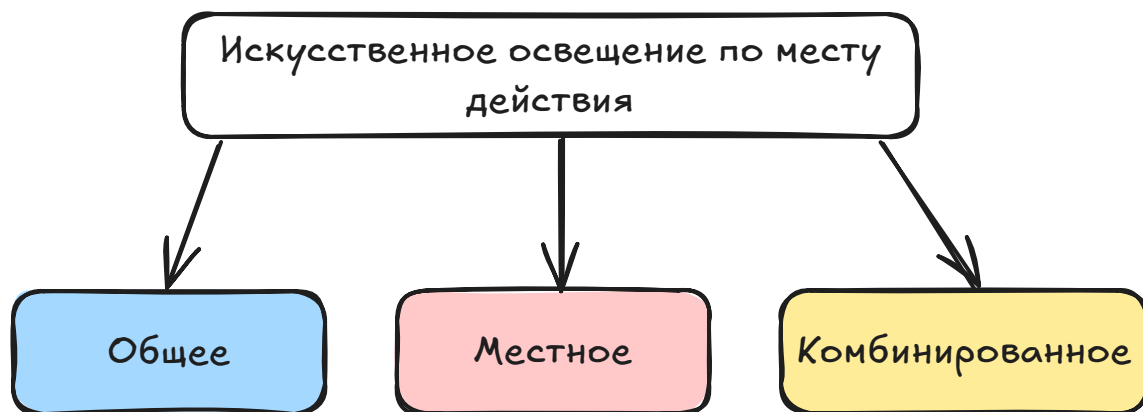 Искусственное освещение по месту
действия
Общее
Местное
Комбинированное